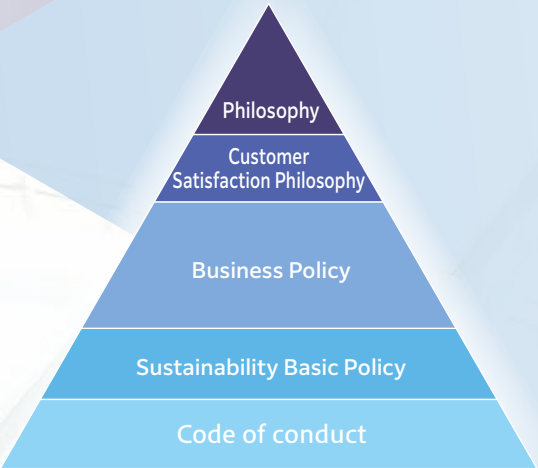 Philosophy
Customer
Satisfaction Philosophy
Business Policy
Sustainability Basic Policy
Code of conduct